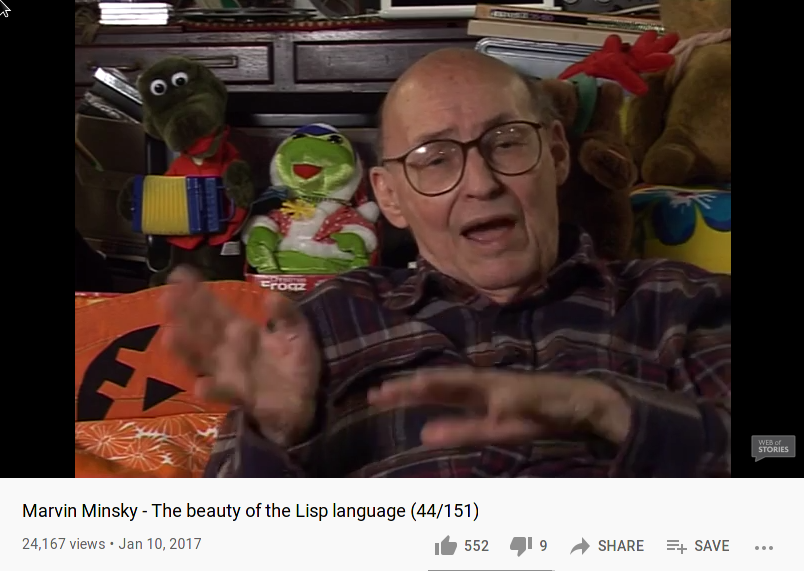 Frogz
WEB of
STORIES
Marvin Minsky - The beauty of the Lisp language (44/151)
24,167 views • Jan 10, 2017
552
9
SHARE
SAVE